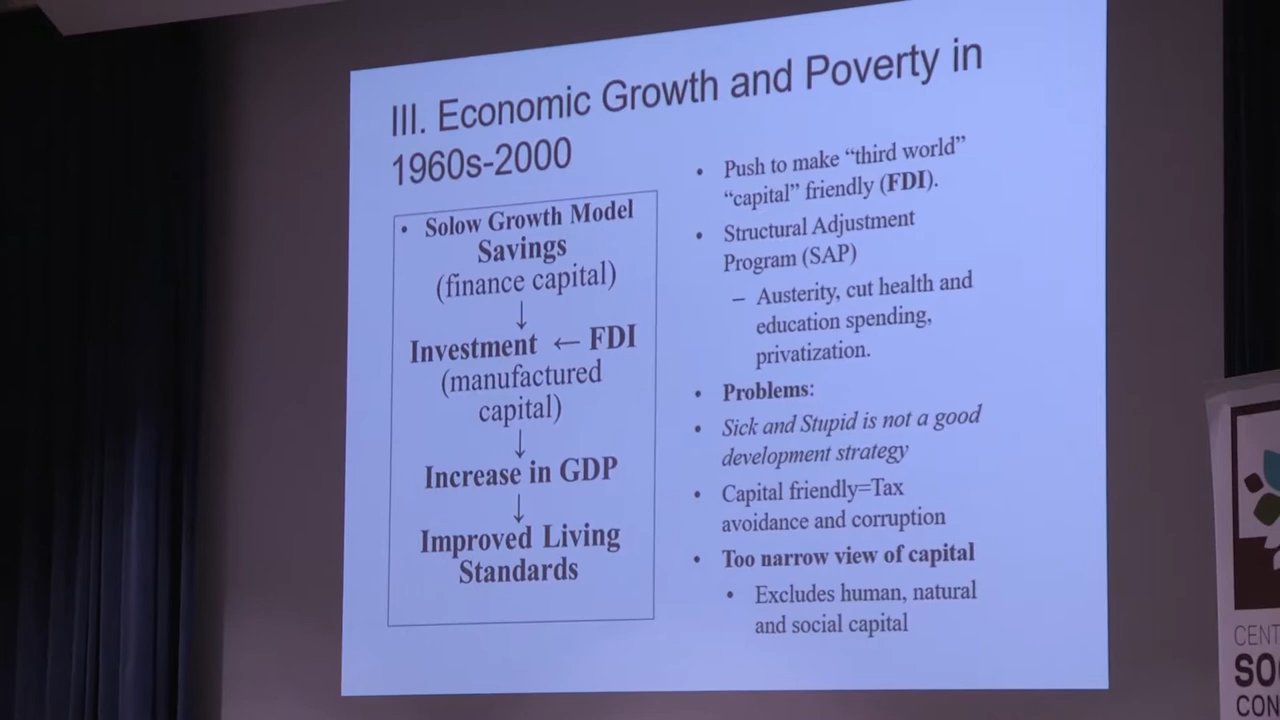 III. Economic Growth and Poverty in
1960s-2000
• Solow Growth Model
Savings
(finance capital)
↓
Investment ← FDI
(manufactured
capital)
↓
Increase in GDP
↓
Improved Living
Standards
• Push to make “third world”
“capital” friendly (FDI).
• Structural Adjustment
Program (SAP)
– Austerity, cut health and
education spending,
privatization.
• Problems:
• Sick and Stupid is not a good
development strategy
• Capital friendly=Tax
avoidance and corruption
• Too narrow view of capital
• Excludes human, natural
and social capital
CENT
SO
CON